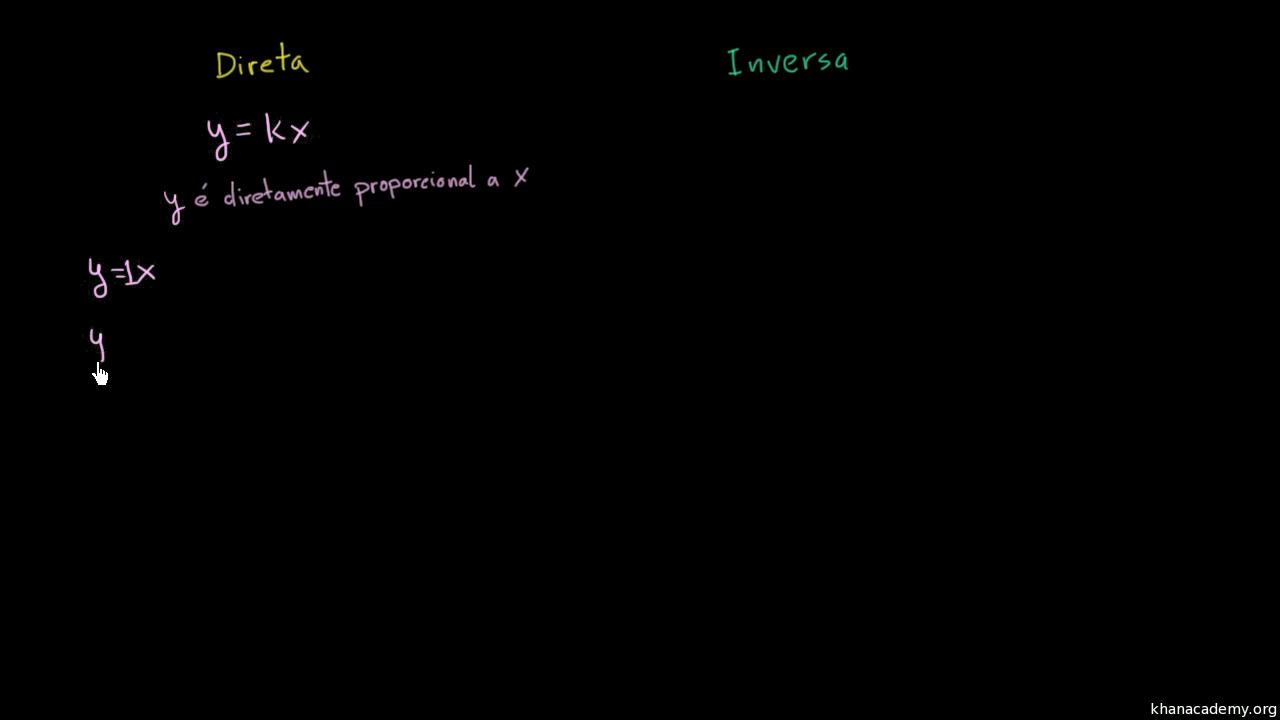 Direta
Inversa
y = kx
y é diretamente proporcional a x
y=1x
y
khanacademy.org